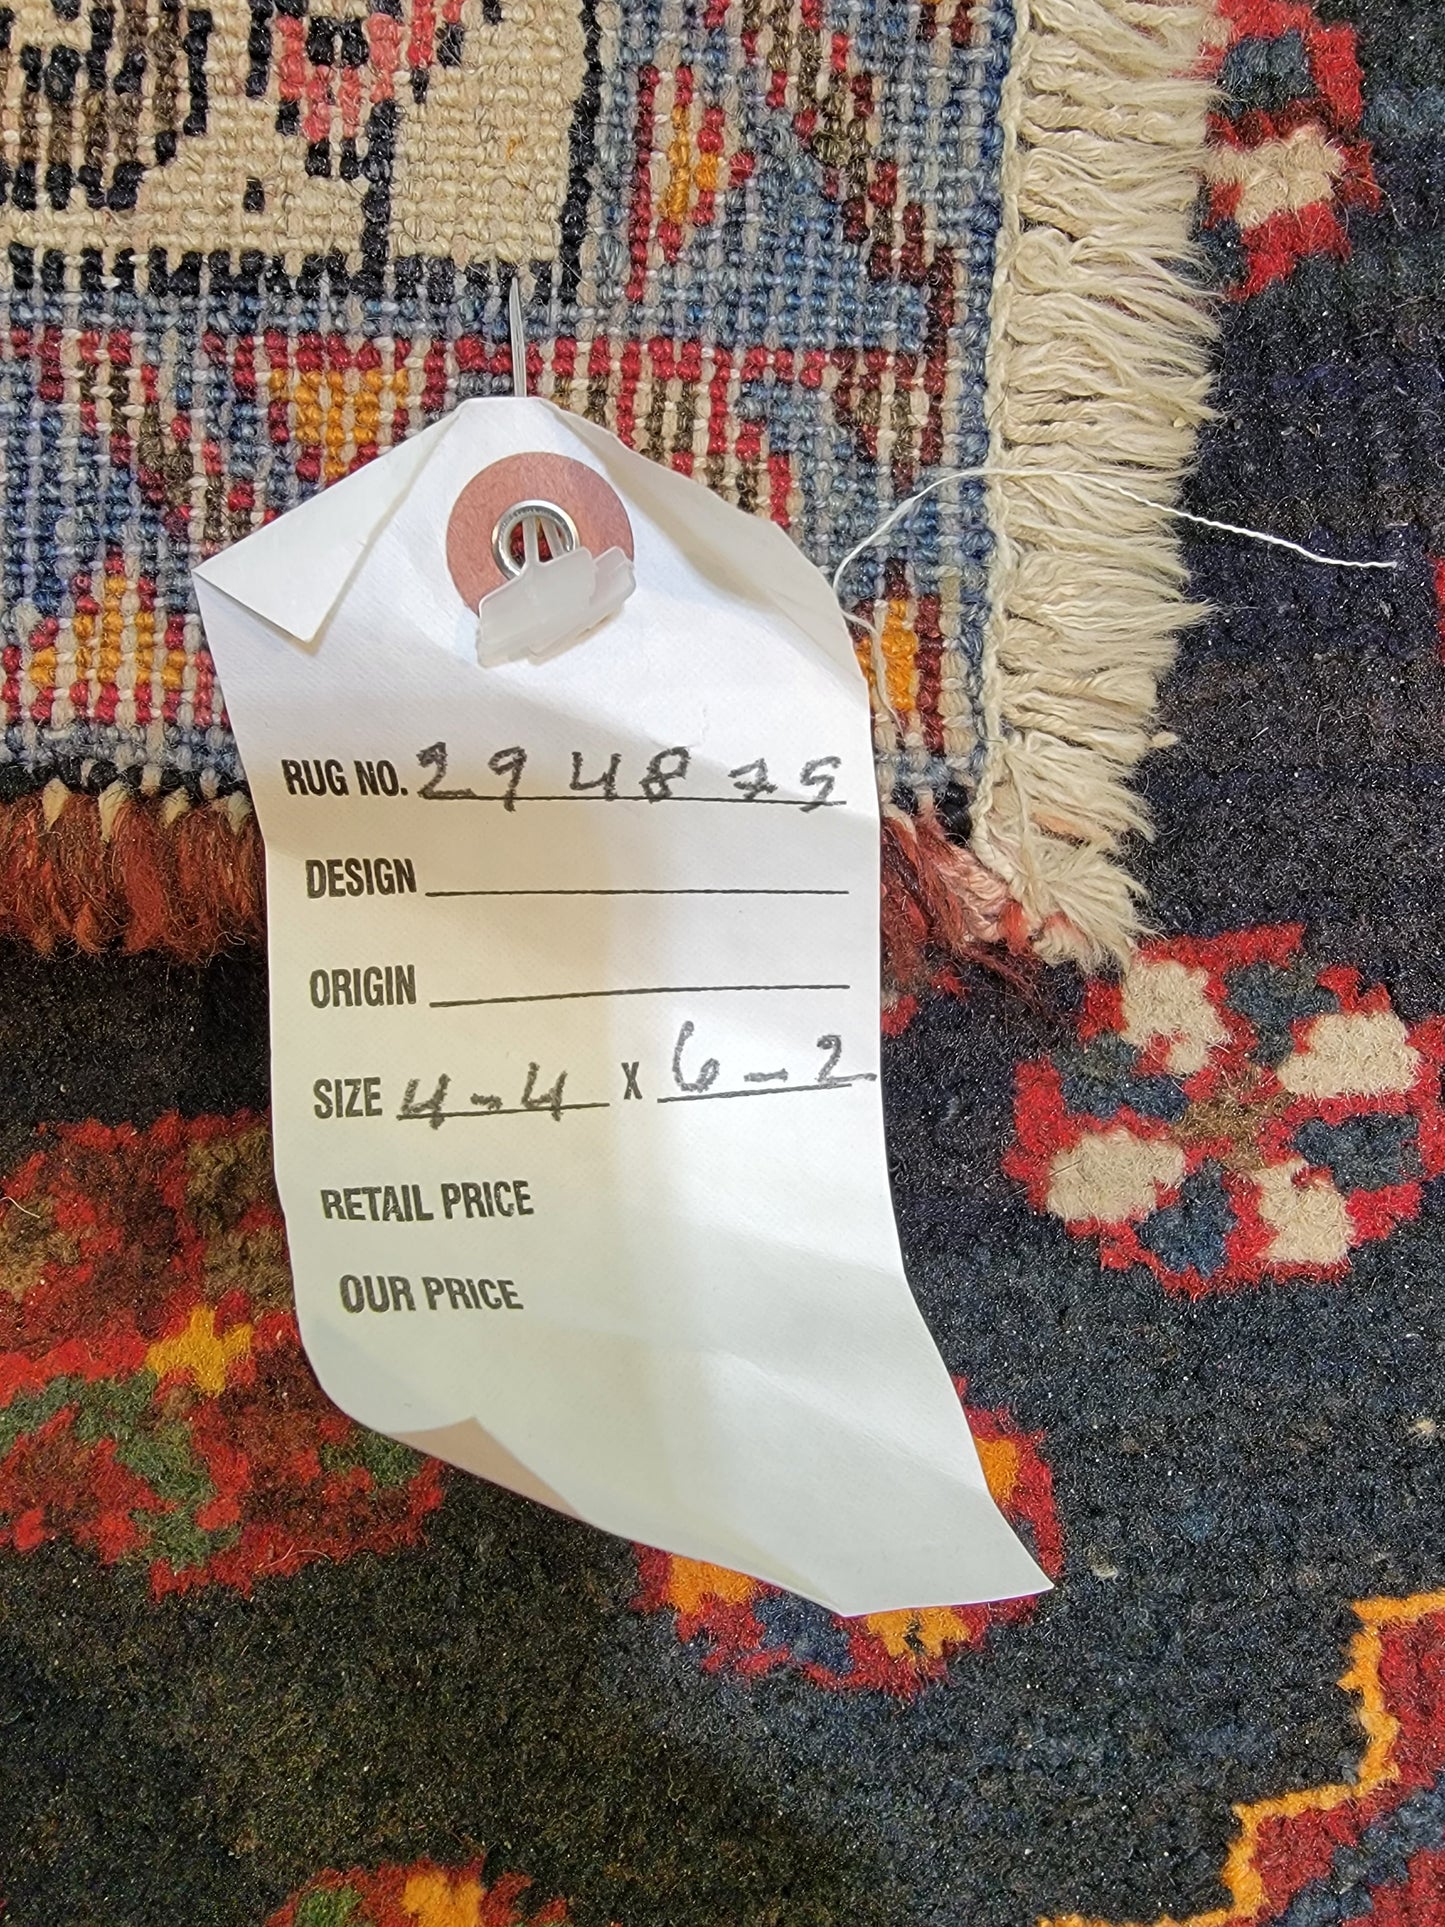 RUG NO. 294875
DESIGN
ORIGIN
SIZE 4-4 X 6-2
RETAIL PRICE
OUR PRICE